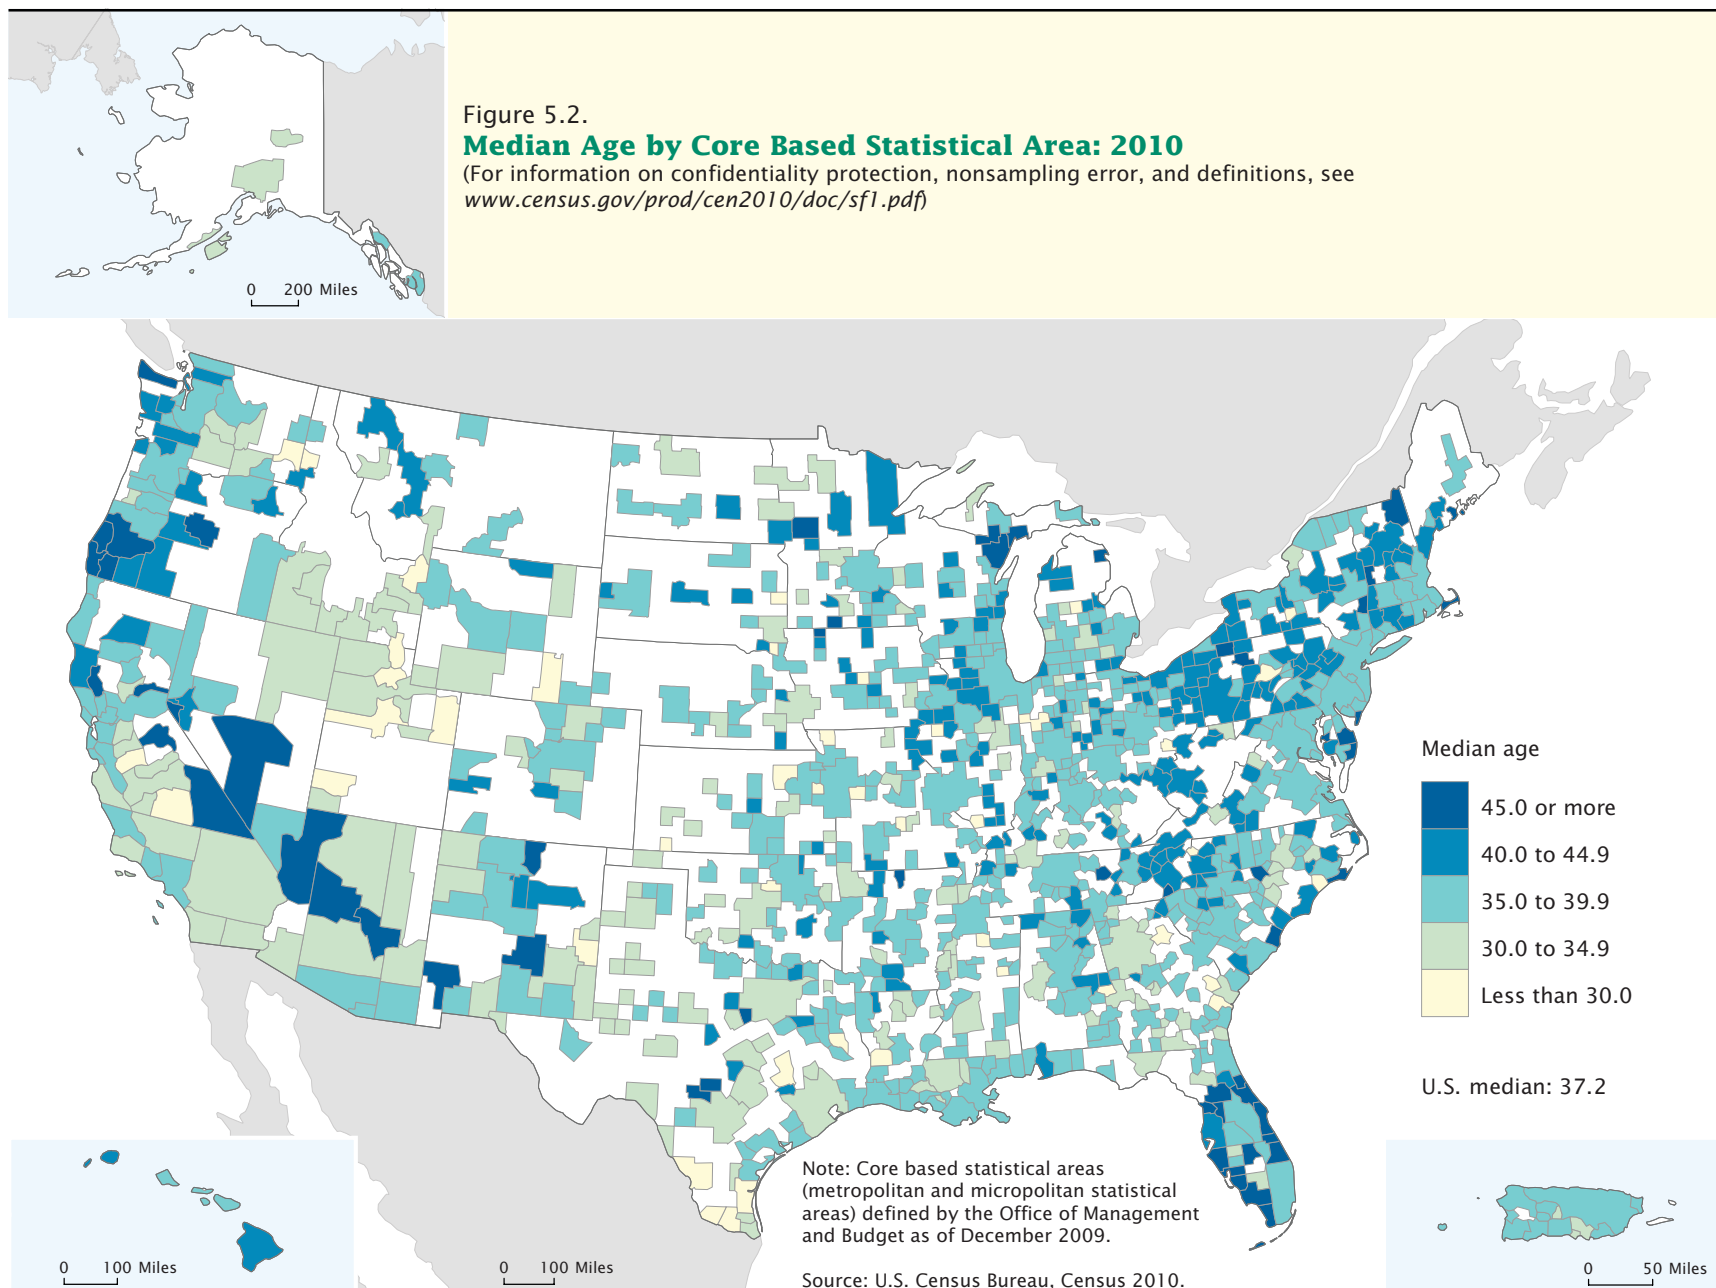 Figure 5.2.
Median Age by Core Based Statistical Area: 2010
(For information on confidentiality protection, nonsampling error, and definitions, see
www.census.gov/prod/cen2010/doc/sf1.pdf)
0 200 Miles
Median age
45.0 or more
40.0 to 44.9
35.0 to 39.9
30.0 to 34.9
Less than 30.0
U.S. median: 37.2
Note: Core based statistical areas
(metropolitan and micropolitan statistical
areas) defined by the Office of Management
and Budget as of December 2009.
Source: U.S. Census Bureau, Census 2010.
0 100 Miles
0 100 Miles
0 50 Miles